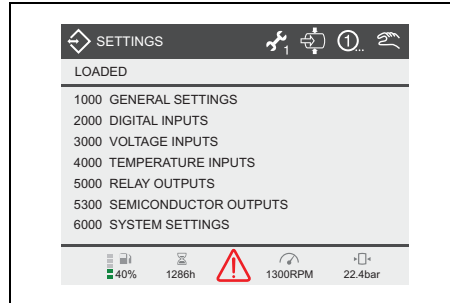 SETTINGS 1 1...
LOADED
1000 GENERAL SETTINGS
2000 DIGITAL INPUTS
3000 VOLTAGE INPUTS
4000 TEMPERATURE INPUTS
5000 RELAY OUTPUTS
5300 SEMICONDUCTOR OUTPUTS
6000 SYSTEM SETTINGS
40% 1286h 1300RPM 22.4bar